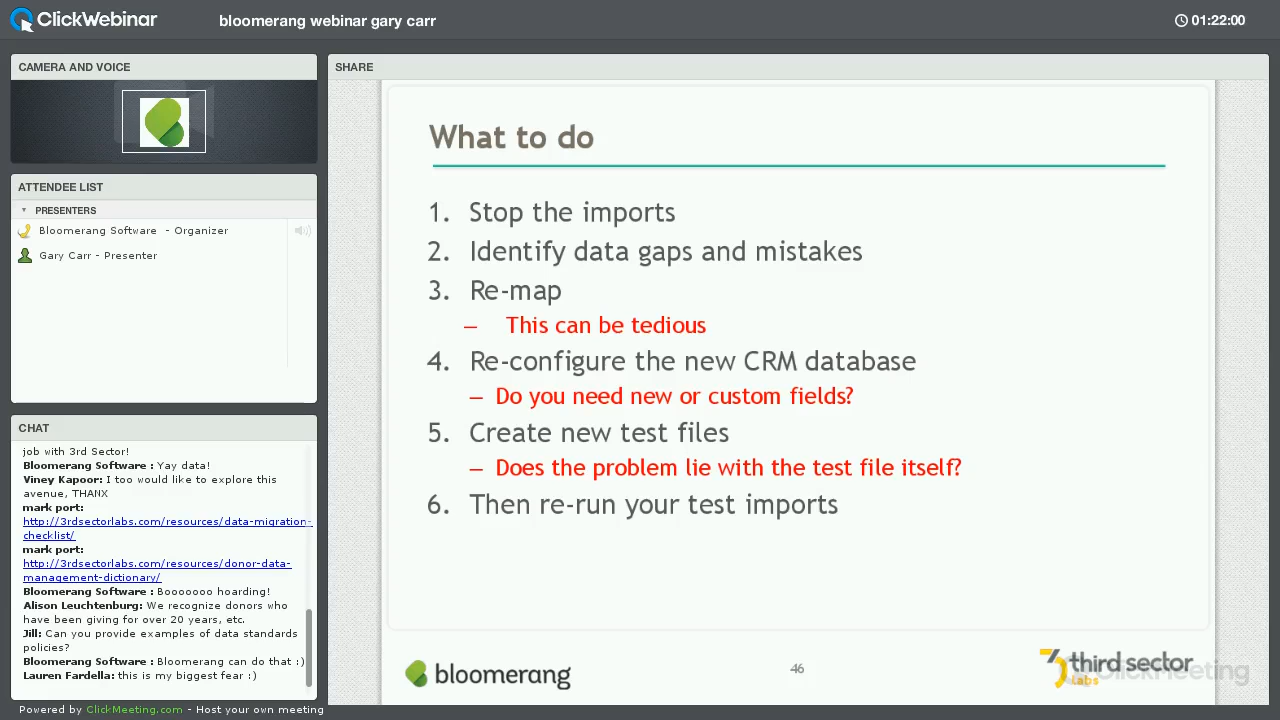 ClickWebinar
bloomerang webinar gary carr
01:22:00
CAMERA AND VOICE
ATTENDEE LIST
PRESENTERS
Bloomerang Software - Organizer
Gary Carr - Presenter
CHAT
job with 3rd Sector!
Bloomerang Software : Yay data!
Viney Kapoor: I too would like to explore this
avenue, THANX
mark port:
http://3rdsectorlabs.com/resources/data-migration-
checklist/
mark port:
http://3rdsectorlabs.com/resources/donor-data-
management-dictionary/
Bloomerang Software : Booooooo hoarding!
Alison Leuchtenburg: We recognize donors who
have been giving for over 20 years, etc.
Jill: Can you provide examples of data standards
policies?
Bloomerang Software : Bloomerang can do that :)
Lauren Fardella: this is my biggest fear :)
Powered by ClickMeeting.com - Host your own meeting
SHARE
What to do
1. Stop the imports
2. Identify data gaps and mistakes
3. Re-map
– This can be tedious
4. Re-configure the new CRM database
– Do you need new or custom fields?
5. Create new test files
– Does the problem lie with the test file itself?
6. Then re-run your test imports
bloomerang
46
3 third sector
labs
ClickMeeting